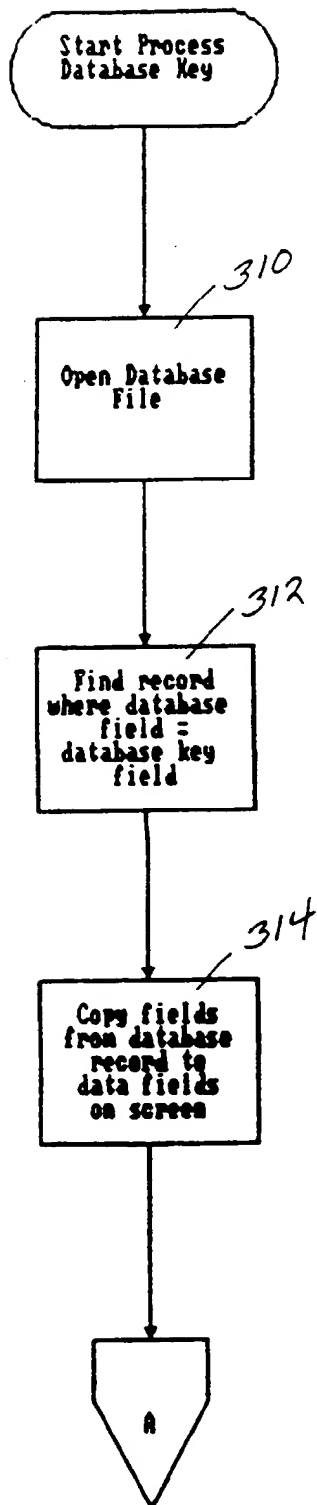 Start Process
Database Key
310
Open Database
File
312
Find record
where database
field =
database key
field
314
Copy fields
from database
record to
data fields
on screen
A